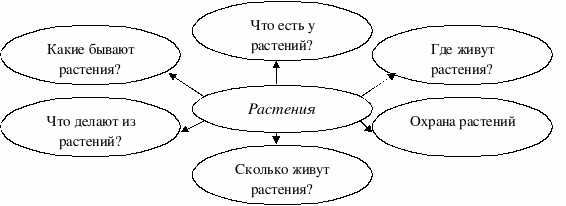 Что есть у
растений?
Какие бывают
растения?
Где живут
растения?
Растения
Что делают из
растений?
Охрана растений
Сколько живут
растения?